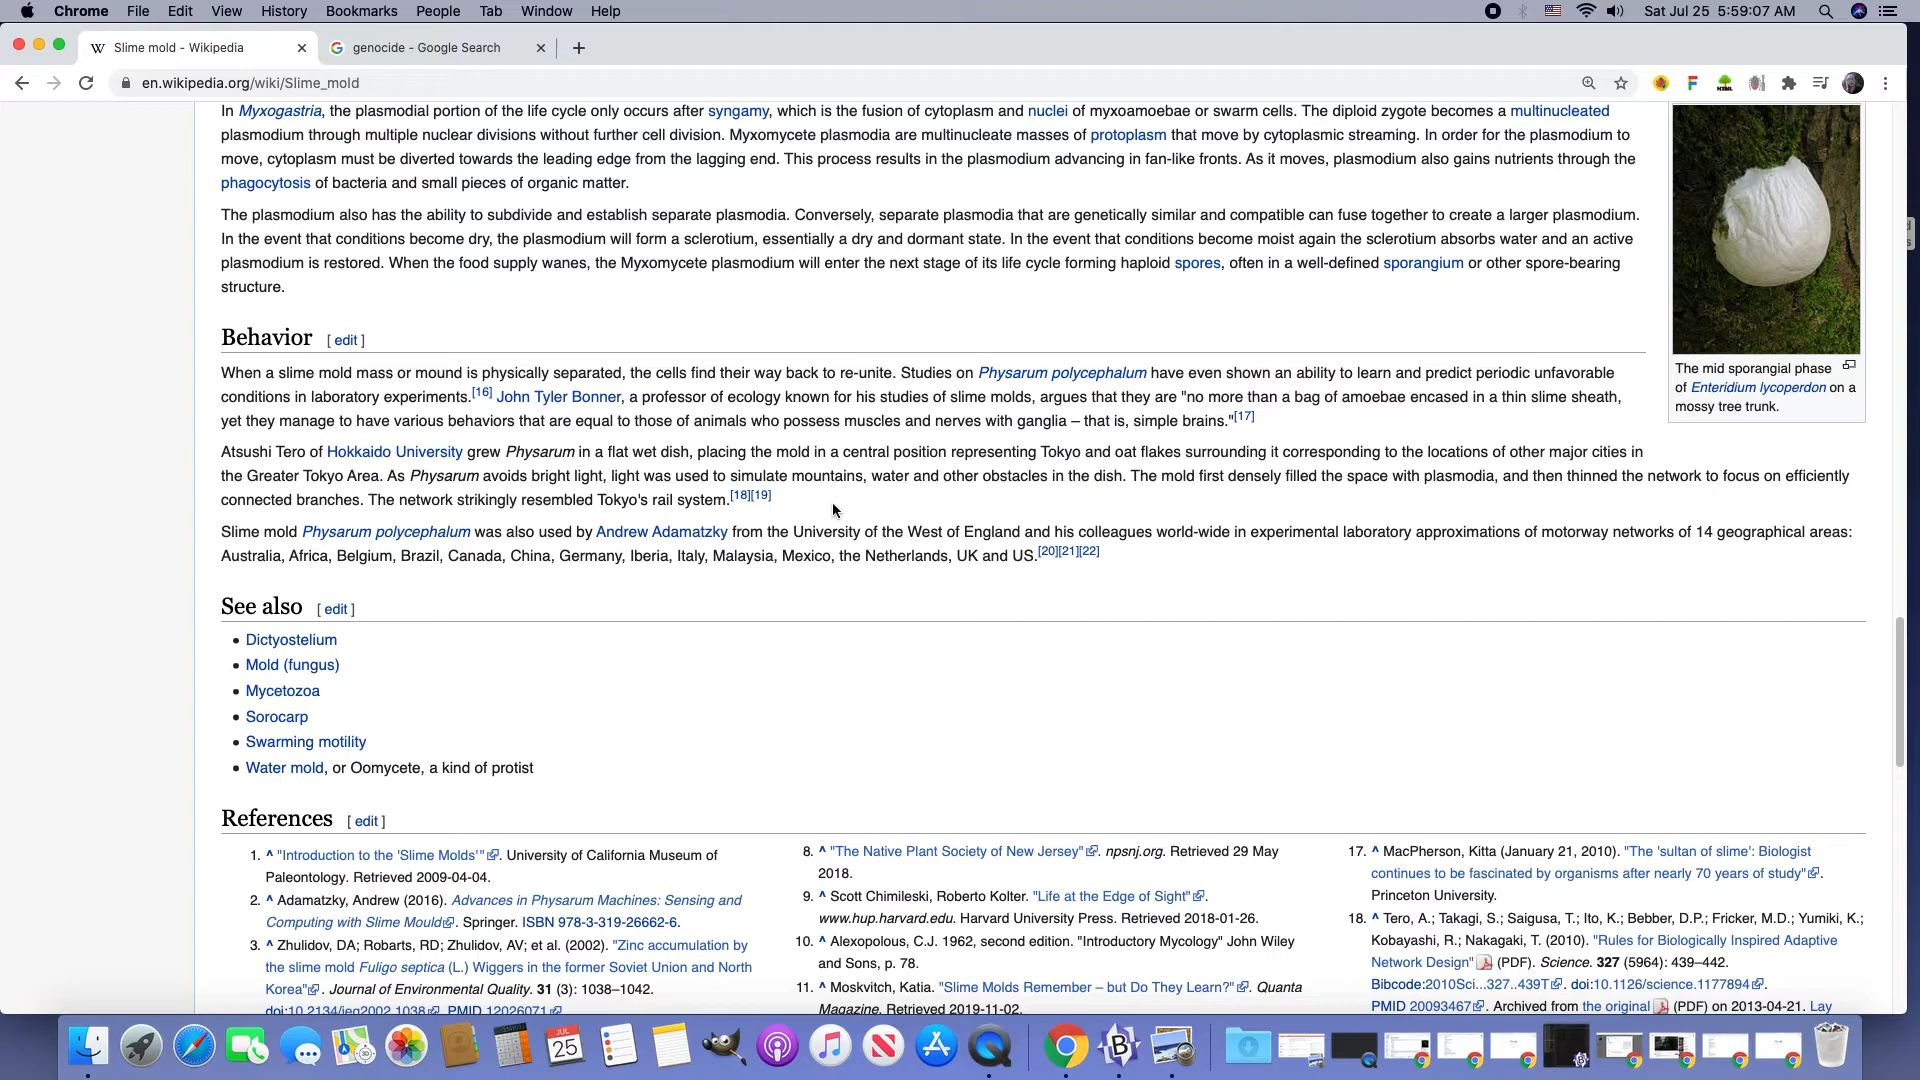 Chrome File Edit View History Bookmarks People Tab Window Help
Sat Jul 25 5:59:07 AM
Slime mold - Wikipedia
genocide - Google Search
en.wikipedia.org/wiki/Slime_mold
In Myxogastria, the plasmodial portion of the life cycle only occurs after syngamy, which is the fusion of cytoplasm and nuclei of myxoamoebae or swarm cells. The diploid zygote becomes a multinucleated
plasmodium through multiple nuclear divisions without further cell division. Myxomycete plasmodia are multinucleate masses of protoplasm that move by cytoplasmic streaming. In order for the plasmodium to
move, cytoplasm must be diverted towards the leading edge from the lagging end. This process results in the plasmodium advancing in fan-like fronts. As it moves, plasmodium also gains nutrients through the
phagocytosis of bacteria and small pieces of organic matter.
The plasmodium also has the ability to subdivide and establish separate plasmodia. Conversely, separate plasmodia that are genetically similar and compatible can fuse together to create a larger plasmodium.
In the event that conditions become dry, the plasmodium will form a sclerotium, essentially a dry and dormant state. In the event that conditions become moist again the sclerotium absorbs water and an active
plasmodium is restored. When the food supply wanes, the Myxomycete plasmodium will enter the next stage of its life cycle forming haploid spores, often in a well-defined sporangium or other spore-bearing
structure.
The mid sporangial phase
of Enteridium lycoperdon on a
mossy tree trunk.
Behavior [ edit ]
When a slime mold mass or mound is physically separated, the cells find their way back to re-unite. Studies on Physarum polycephalum have even shown an ability to learn and predict periodic unfavorable
conditions in laboratory experiments.[16] John Tyler Bonner, a professor of ecology known for his studies of slime molds, argues that they are "no more than a bag of amoebae encased in a thin slime sheath,
yet they manage to have various behaviors that are equal to those of animals who possess muscles and nerves with ganglia – that is, simple brains."[17]
Atsushi Tero of Hokkaido University grew Physarum in a flat wet dish, placing the mold in a central position representing Tokyo and oat flakes surrounding it corresponding to the locations of other major cities in
the Greater Tokyo Area. As Physarum avoids bright light, light was used to simulate mountains, water and other obstacles in the dish. The mold first densely filled the space with plasmodia, and then thinned the network to focus on efficiently
connected branches. The network strikingly resembled Tokyo's rail system.[18][19]
Slime mold Physarum polycephalum was also used by Andrew Adamatzky from the University of the West of England and his colleagues world-wide in experimental laboratory approximations of motorway networks of 14 geographical areas:
Australia, Africa, Belgium, Brazil, Canada, China, Germany, Iberia, Italy, Malaysia, Mexico, the Netherlands, UK and US.[20][21][22]
See also [ edit ]
Dictyostelium
Mold (fungus)
Mycetozoa
Sorocarp
Swarming motility
Water mold, or Oomycete, a kind of protist
References [ edit ]
1. ^ "Introduction to the 'Slime Molds'". University of California Museum of
Paleontology. Retrieved 2009-04-04.
2. ^ Adamatzky, Andrew (2016). Advances in Physarum Machines: Sensing and
Computing with Slime Mould. Springer. ISBN 978-3-319-26662-6.
3. ^ Zhulidov, DA; Robarts, RD; Zhulidov, AV; et al. (2002). "Zinc accumulation by
the slime mold Fuligo septica (L.) Wiggers in the former Soviet Union and North
Korea". Journal of Environmental Quality. 31 (3): 1038–1042.
doi:10.2134/jeq2002.1038. PMID 12026071.
8. ^ "The Native Plant Society of New Jersey". npsnj.org. Retrieved 29 May
2018.
9. ^ Scott Chimileski, Roberto Kolter. "Life at the Edge of Sight".
www.hup.harvard.edu. Harvard University Press. Retrieved 2018-01-26.
10. ^ Alexopolous, C.J. 1962, second edition. "Introductory Mycology" John Wiley
and Sons, p. 78.
11. ^ Moskvitch, Katia. "Slime Molds Remember – but Do They Learn?". Quanta
Magazine. Retrieved 2019-11-02.
17. ^ MacPherson, Kitta (January 21, 2010). "The 'sultan of slime': Biologist
continues to be fascinated by organisms after nearly 70 years of study".
Princeton University.
18. ^ Tero, A.; Takagi, S.; Saigusa, T.; Ito, K.; Bebber, D.P.; Fricker, M.D.; Yumiki, K.;
Kobayashi, R.; Nakagaki, T. (2010). "Rules for Biologically Inspired Adaptive
Network Design" (PDF). Science. 327 (5964): 439–442.
Bibcode:2010Sci...327..439T. doi:10.1126/science.1177894.
PMID 20093467. Archived from the original (PDF) on 2013-04-21. Lay
JUL
25